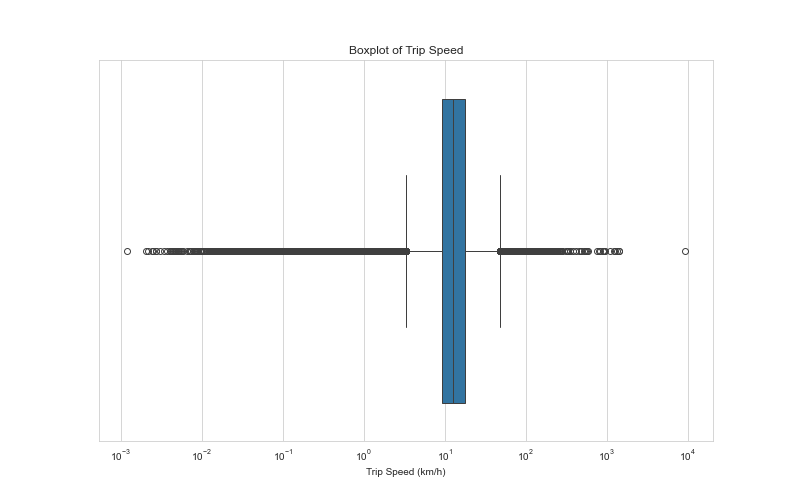 Boxplot of Trip Speed
10⁻³ 10⁻² 10⁻¹ 10⁰ 10¹ 10² 10³ 10⁴
Trip Speed (km/h)